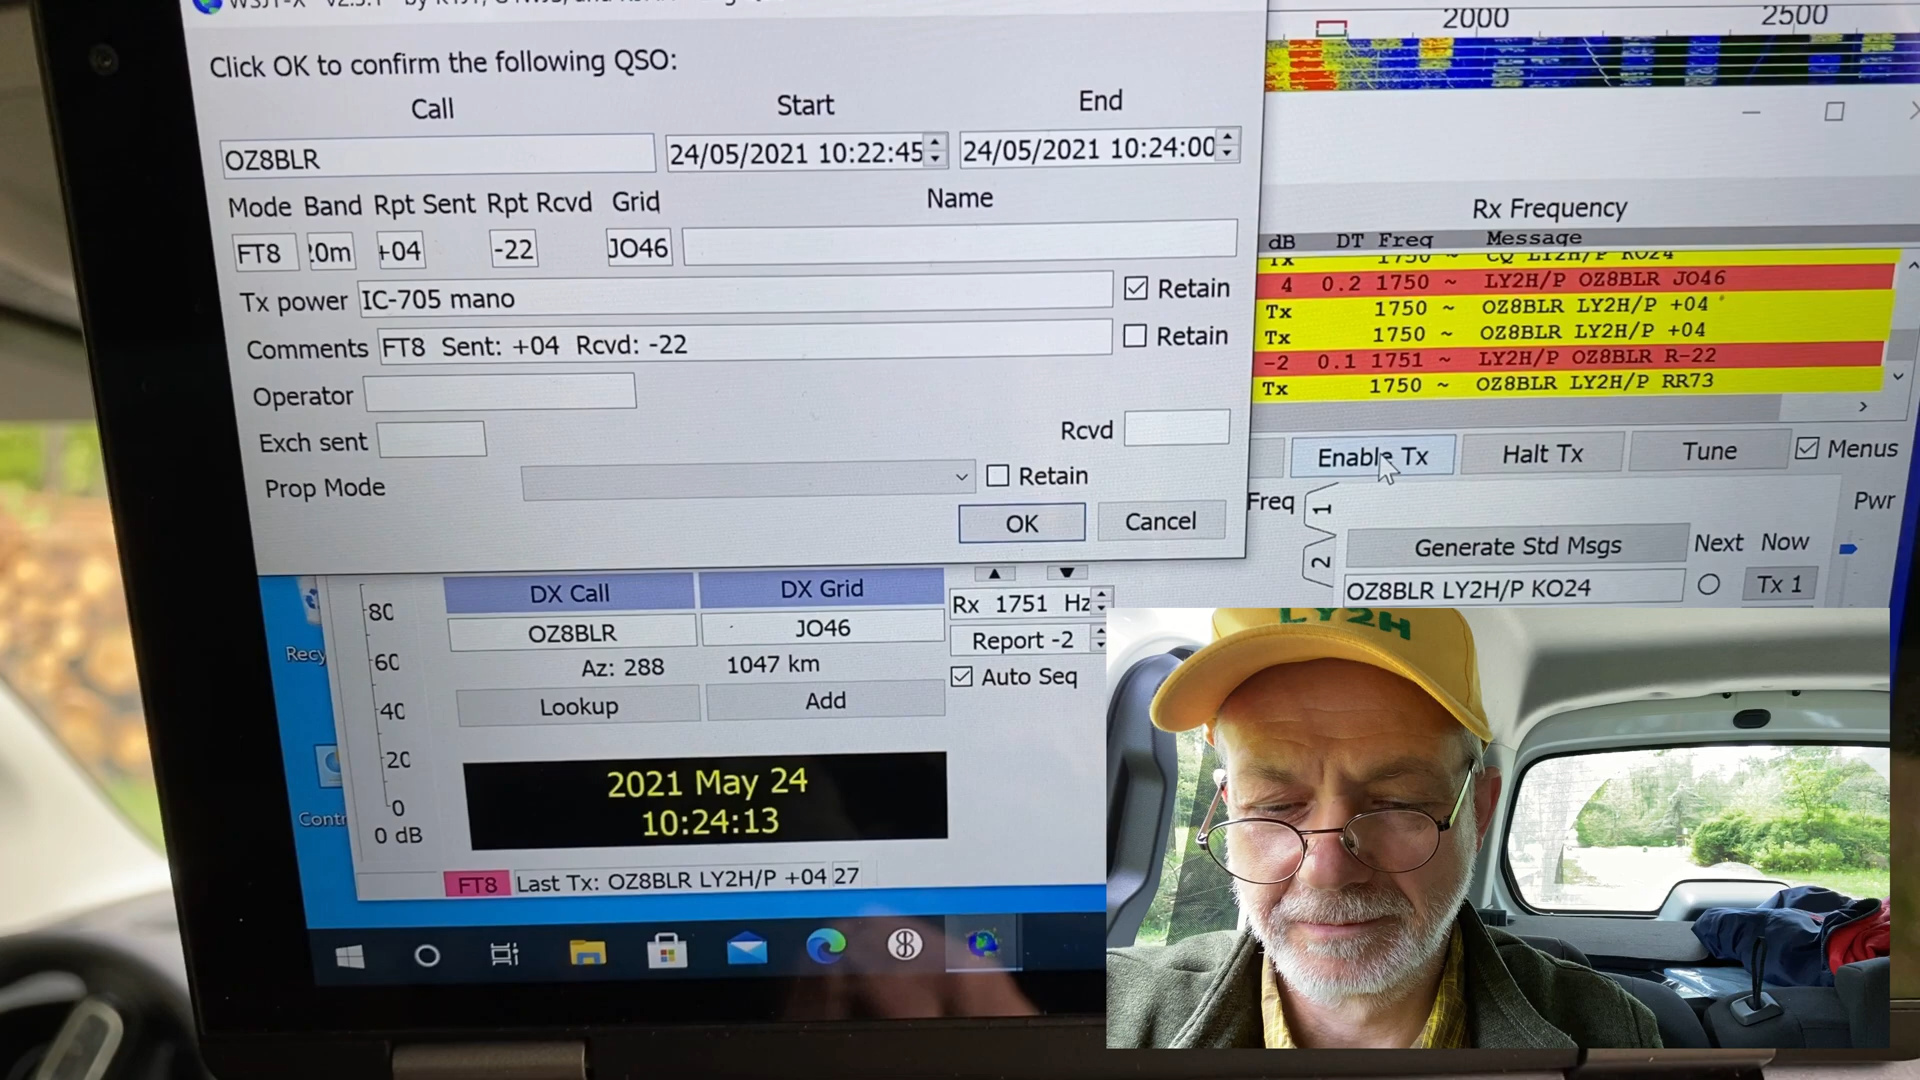 2000 2500
Click OK to confirm the following QSO:
Call Start End
OZ8BLR 24/05/2021 10:22:45 24/05/2021 10:24:00
Mode Band Rpt Sent Rpt Rcvd Grid Name
FT8 0m +04 -22 JO46
Tx power IC-705 mano Retain
Comments FT8 Sent: +04 Rcvd: -22 Retain
Operator
Exch sent Rcvd
Prop Mode Retain
OK Cancel
Rx Frequency
dB DT Freq Message
Tx 1750 ~ CQ LY2H/P KO24
4 0.2 1750 ~ LY2H/P OZ8BLR JO46
Tx 1750 ~ OZ8BLR LY2H/P +04
Tx 1750 ~ OZ8BLR LY2H/P +04
-2 0.1 1751 ~ LY2H/P OZ8BLR R-22
Tx 1750 ~ OZ8BLR LY2H/P RR73
Enable Tx Halt Tx Tune Menus
Freq 1 Pwr
2 Generate Std Msgs Next Now
OZ8BLR LY2H/P KO24 Tx 1
80
60
40
20
0
0 dB
DX Call DX Grid
OZ8BLR JO46
Az: 288 1047 km
Lookup Add
Rx 1751 Hz
Report -2
Auto Seq
2021 May 24
10:24:13
FT8 Last Tx: OZ8BLR LY2H/P +04 27
LY2H